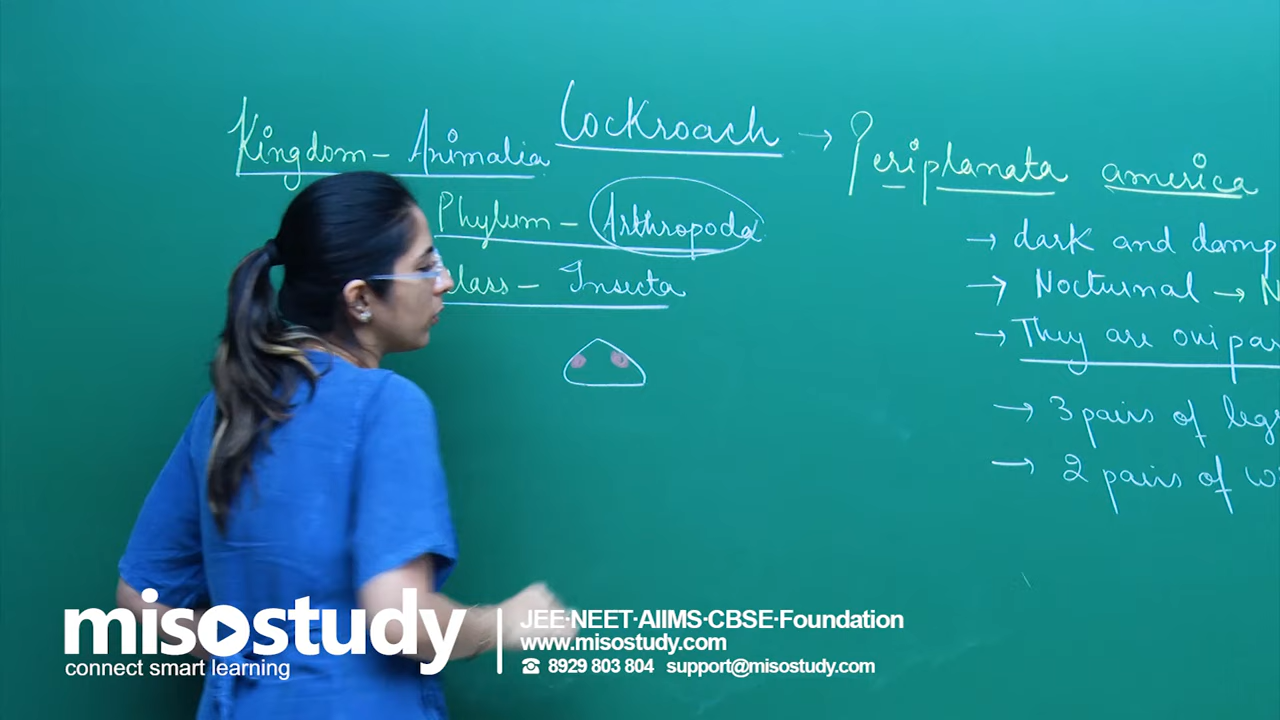 Cockroach → Periplanata america
Kingdom - Animalia
Phylum - Arthropoda
Class - Insecta
→ dark and damp
→ Nocturnal → N
→ They are ovipar
→ 3 pairs of legs
→ 2 pairs of w
misostudy
connect smart learning
JEE·NEET·AIIMS·CBSE·Foundation
www.misostudy.com
☎ 8929 803 804 support@misostudy.com